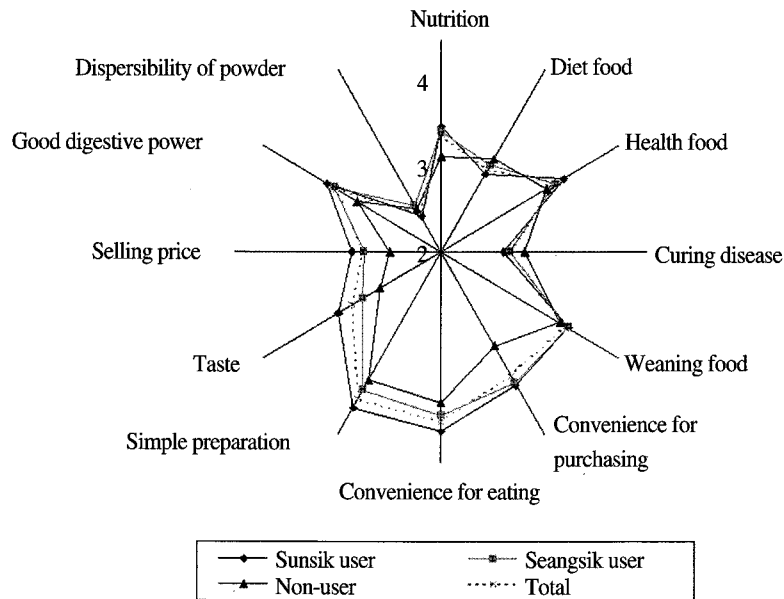 Nutrition
Dispersibility of powder
Diet food
4
Good digestive power
Health food
3
Selling price
2
Curing disease
Taste
Weaning food
Simple preparation
Convenience for
purchasing
Convenience for eating
Sunsik user
Seangsik user
Non-user
Total